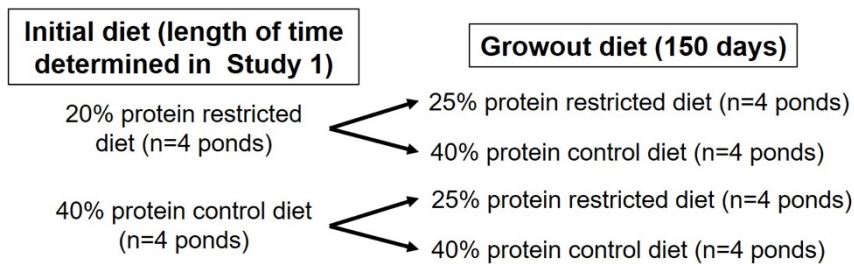 Initial diet (length of time
determined in Study 1)
Growout diet (150 days)
20% protein restricted
diet (n=4 ponds)
25% protein restricted diet (n=4 ponds)
40% protein control diet (n=4 ponds)
40% protein control diet
(n=4 ponds)
25% protein restricted diet (n=4 ponds)
40% protein control diet (n=4 ponds)